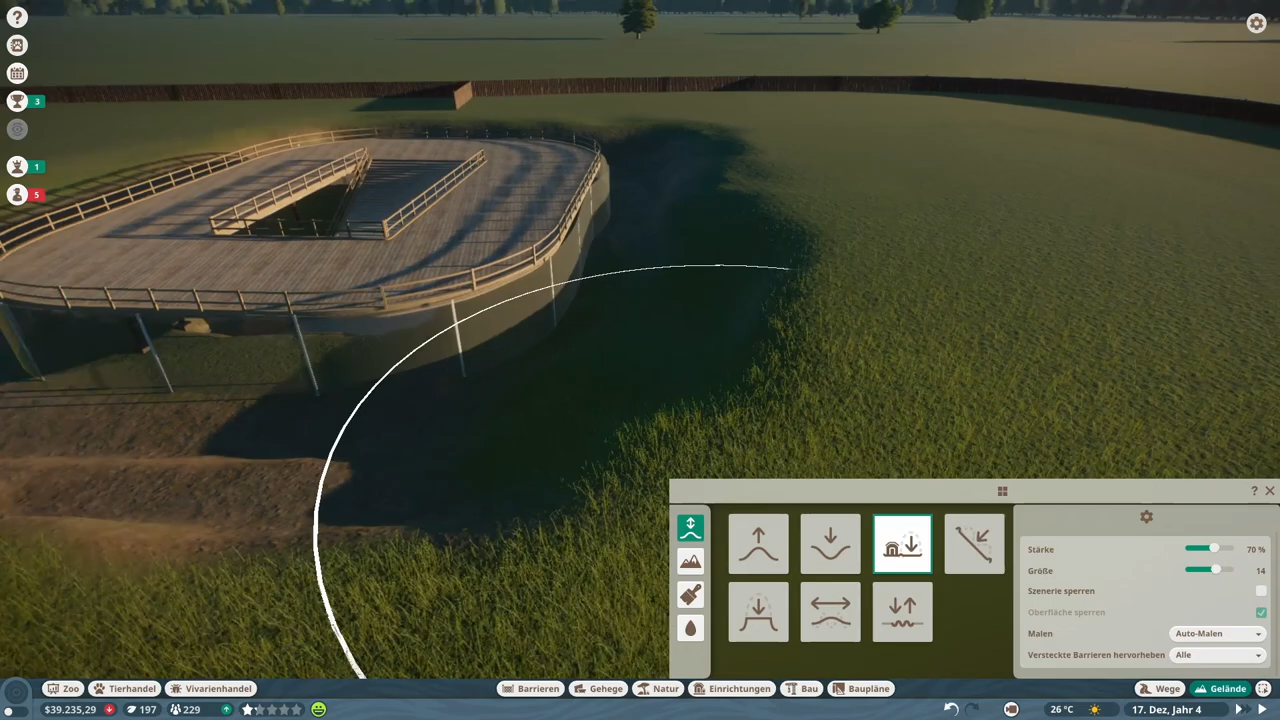 ?
3
1
5
? ×
Stärke 70 %
Größe 14
Szenerie sperren
Oberfläche sperren
Malen Auto-Malen
Versteckte Barrieren hervorheben Alle
Zoo Tierhandel Vivarienhandel Barrieren Gehege Natur Einrichtungen Bau Baupläne Wege Gelände
$39.235,29 197 229 26 °C 17. Dez, Jahr 4